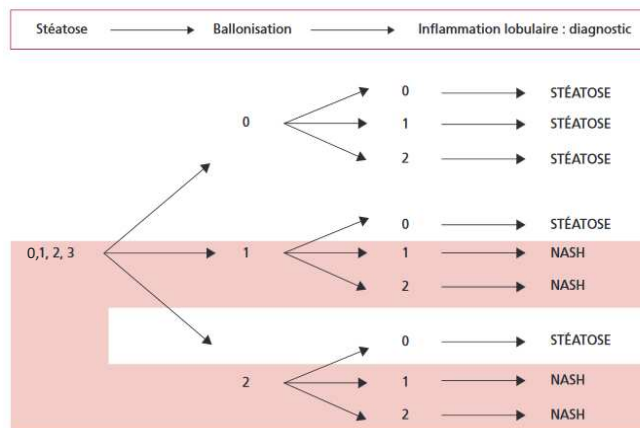 Stéatose Ballonisation Inflammation lobulaire : diagnostic
0 STÉATOSE
0 1 STÉATOSE
2 STÉATOSE
0 STÉATOSE
0,1, 2, 3 1 1 NASH
2 NASH
0 STÉATOSE
2 1 NASH
2 NASH